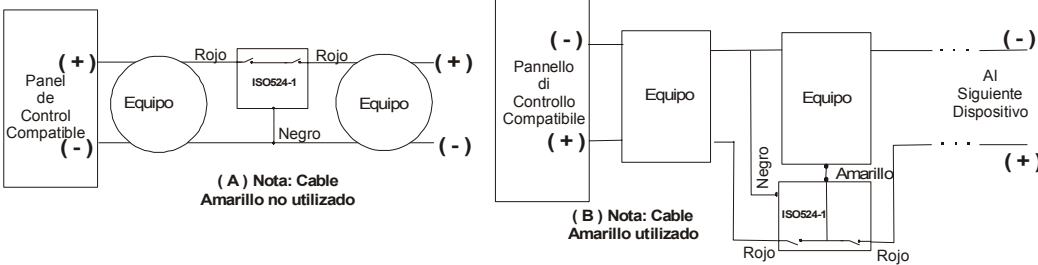 (+)
Panel
de
Control
Compatible
(-)
Equipo
Rojo
Rojo
ISO524-1
Negro
Equipo
(+)
(-)
( A ) Nota: Cable
Amarillo no utilizado
(-)
Pannello
di
Controllo
Compatibile
(+)
Equipo
Equipo
Negro
Amarillo
ISO524-1
Rojo
Rojo
( B ) Nota: Cable
Amarillo utilizado
(-)
Al
Siguiente
Dispositivo
(+)